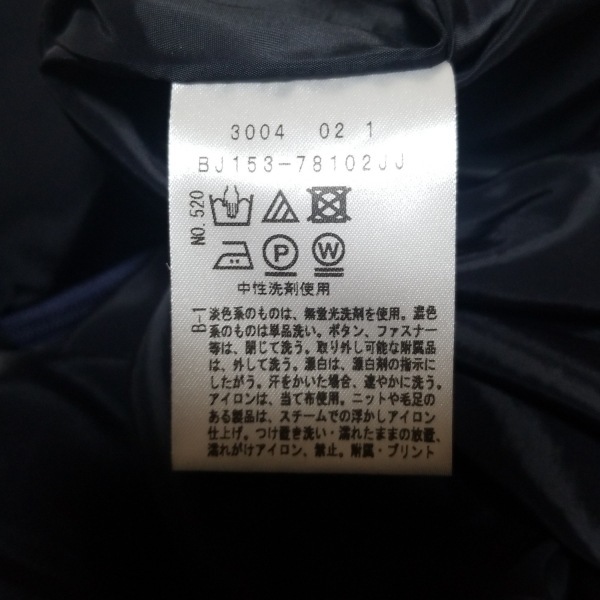 3004 02 1
BJ153-78102JJ
NO.520
P W
中性洗剤使用
B-1
淡色系のものは、無蛍光洗剤を使用。濃色
系のものは単品洗い。ボタン、ファスナー
等は、閉じて洗う。取り外し可能な附属品
は、外して洗う。漂白は、漂白剤の指示に
したがう。汗をかいた場合、速やかに洗う。
アイロンは、当て布使用。ニットや毛足の
ある製品は、スチームでの浮かしアイロン
仕上げ。つけ置き洗い・濡れたままの放置、
濡れがけアイロン、禁止。附属・プリント